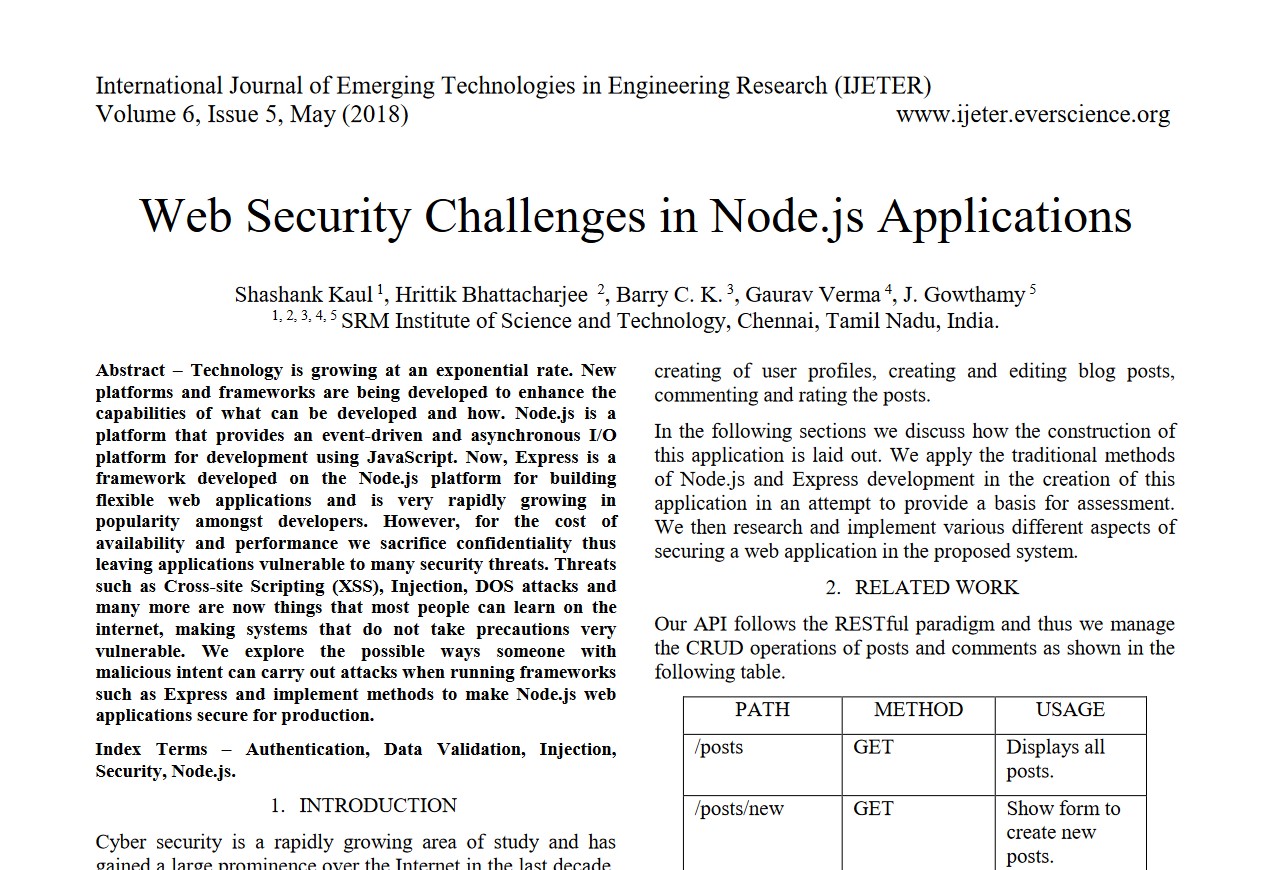 International Journal of Emerging Technologies in Engineering Research (IJETER)
Volume 6, Issue 5, May (2018) www.ijeter.everscience.org
Web Security Challenges in Node.js Applications
Shashank Kaul 1, Hrittik Bhattacharjee 2, Barry C. K. 3, Gaurav Verma 4, J. Gowthamy 5
1, 2, 3, 4, 5 SRM Institute of Science and Technology, Chennai, Tamil Nadu, India.
Abstract – Technology is growing at an exponential rate. New
platforms and frameworks are being developed to enhance the
capabilities of what can be developed and how. Node.js is a
platform that provides an event-driven and asynchronous I/O
platform for development using JavaScript. Now, Express is a
framework developed on the Node.js platform for building
flexible web applications and is very rapidly growing in
popularity amongst developers. However, for the cost of
availability and performance we sacrifice confidentiality thus
leaving applications vulnerable to many security threats. Threats
such as Cross-site Scripting (XSS), Injection, DOS attacks and
many more are now things that most people can learn on the
internet, making systems that do not take precautions very
vulnerable. We explore the possible ways someone with
malicious intent can carry out attacks when running frameworks
such as Express and implement methods to make Node.js web
applications secure for production.
Index Terms – Authentication, Data Validation, Injection,
Security, Node.js.
1. INTRODUCTION
Cyber security is a rapidly growing area of study and has
gained a large prominence over the Internet in the last decade.
creating of user profiles, creating and editing blog posts,
commenting and rating the posts.
In the following sections we discuss how the construction of
this application is laid out. We apply the traditional methods
of Node.js and Express development in the creation of this
application in an attempt to provide a basis for assessment.
We then research and implement various different aspects of
securing a web application in the proposed system.
2. RELATED WORK
Our API follows the RESTful paradigm and thus we manage
the CRUD operations of posts and comments as shown in the
following table.
PATH METHOD USAGE
/posts GET Displays all
posts.
/posts/new GET Show form to
create new
posts.